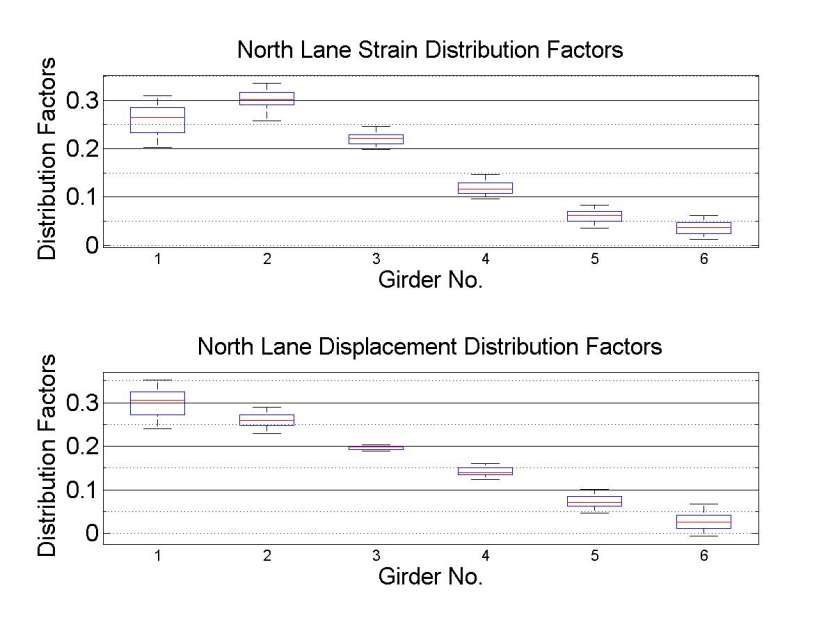 North Lane Strain Distribution Factors
Distribution Factors
0.3
0.2
0.1
0
1 2 3 4 5 6
Girder No.
North Lane Displacement Distribution Factors
Distribution Factors
0.3
0.2
0.1
0
1 2 3 4 5 6
Girder No.